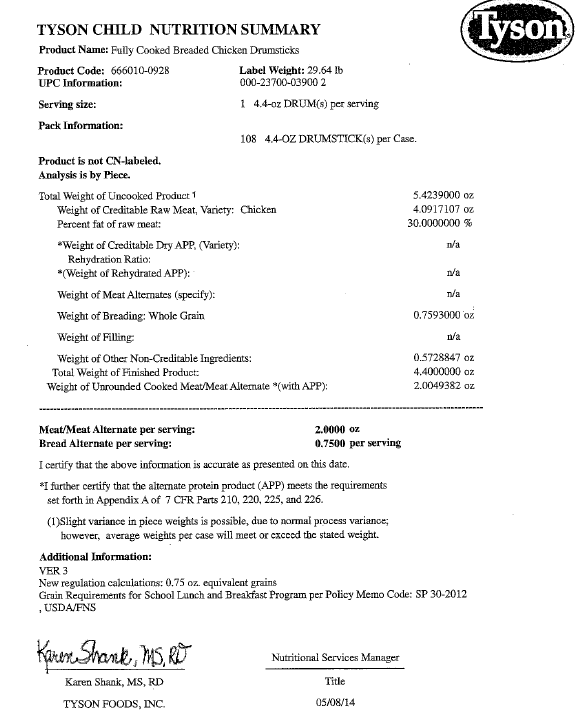 TYSON CHILD NUTRITION SUMMARY
Tyson
Product Name: Fully Cooked Breaded Chicken Drumsticks
Product Code: 666010-0928 Label Weight: 29.64 lb
UPC Information: 000-23700-03900 2
Serving size: 1 4.4-oz DRUM(s) per serving
Pack Information:
108 4.4-OZ DRUMSTICK(s) per Case.
Product is not CN-labeled.
Analysis is by Piece.
Total Weight of Uncooked Product 1 5.4239000 oz
Weight of Creditable Raw Meat, Variety: Chicken 4.0917107 oz
Percent fat of raw meat: 30.0000000 %
*Weight of Creditable Dry APP, (Variety): n/a
Rehydration Ratio:
*(Weight of Rehydrated APP): n/a
Weight of Meat Alternates (specify): n/a
Weight of Breading: Whole Grain 0.7593000 oz
Weight of Filling: n/a
Weight of Other Non-Creditable Ingredients: 0.5728847 oz
Total Weight of Finished Product: 4.4000000 oz
Weight of Unrounded Cooked Meat/Meat Alternate *(with APP): 2.0049382 oz
Meat/Meat Alternate per serving: 2.0000 oz
Bread Alternate per serving: 0.7500 per serving
I certify that the above information is accurate as presented on this date.
*I further certify that the alternate protein product (APP) meets the requirements
set forth in Appendix A of 7 CFR Parts 210, 220, 225, and 226.
(1)Slight variance in piece weights is possible, due to normal process variance;
however, average weights per case will meet or exceed the stated weight.
Additional Information:
VER 3
New regulation calculations: 0.75 oz. equivalent grains
Grain Requirements for School Lunch and Breakfast Program per Policy Memo Code: SP 30-2012
, USDA/FNS
Karen Shank, MS, RD Nutritional Services Manager
Karen Shank, MS, RD Title
TYSON FOODS, INC. 05/08/14